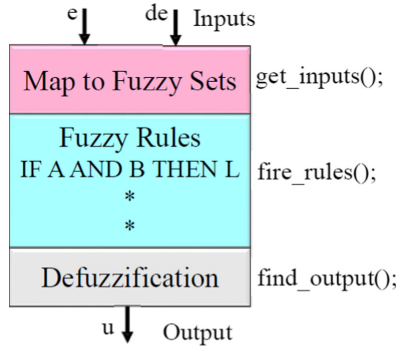 e de Inputs
Map to Fuzzy Sets get_inputs();
Fuzzy Rules
IF A AND B THEN L fire_rules();
*
*
Defuzzification find_output();
u Output